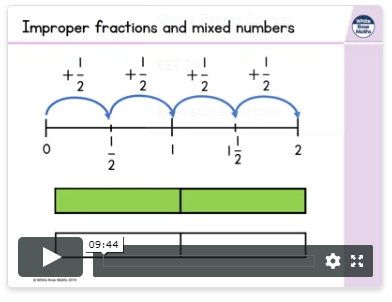 Improper fractions and mixed numbers
White Rose Maths
+1/2 +1/2 +1/2 +1/2
0 1/2 1 1 1/2 2
09:44
© White Rose Maths 2019